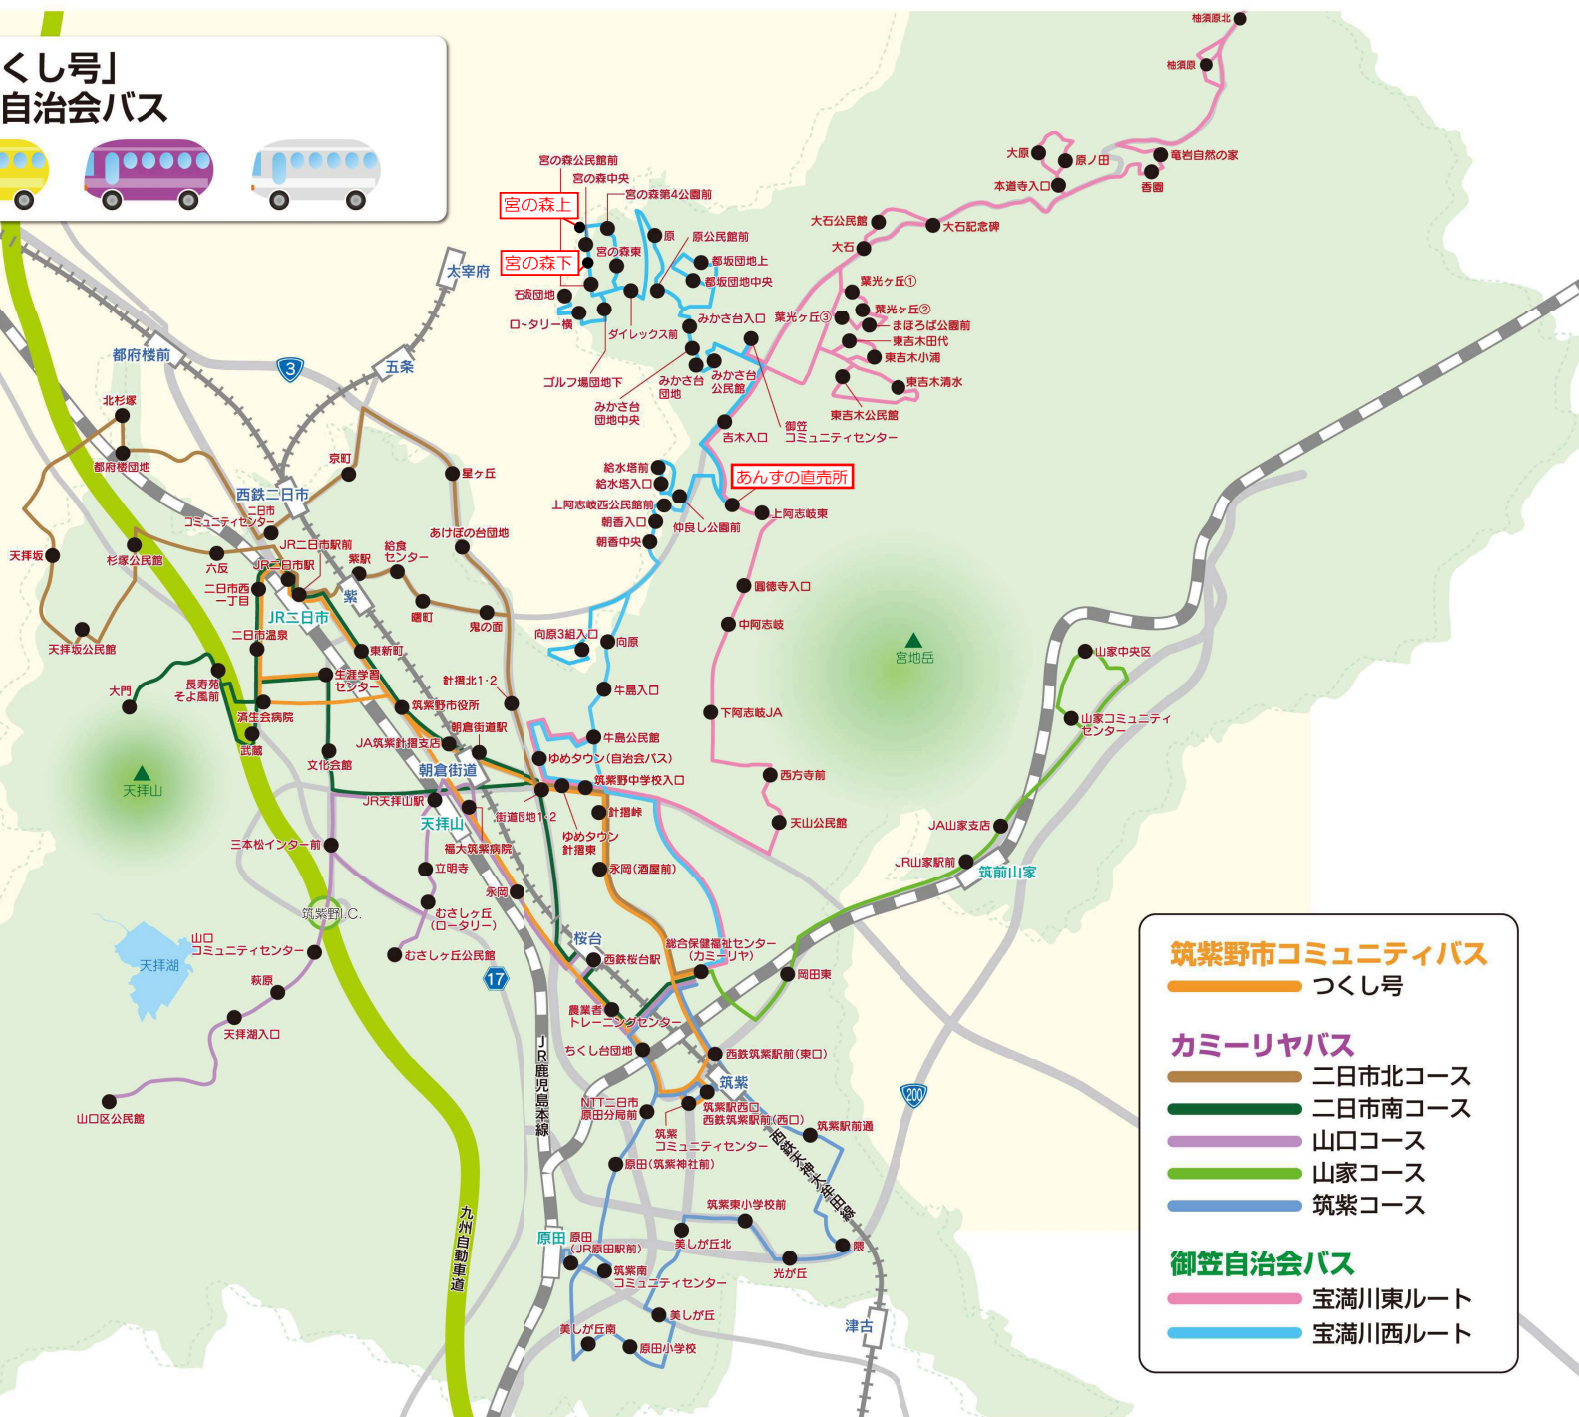 くし号」
自治会バス
柚須原北
柚須原
大原
原ノ田
竜岩自然の家
本道寺入口
香園
大石公民館
大石記念碑
大石
宮の森公民館前
宮の森中央
宮の森第4公園前
宮の森上
宮の森東
宮の森下
原
原公民館前
都坂団地上
都坂団地中央
石坂団地
ロータリー横
ダイレックス前
ゴルフ場団地下
みかさ台入口
みかさ台
団地
みかさ台
公民館
みかさ台
団地中央
葉光ヶ丘①
葉光ヶ丘②
葉光ヶ丘③
まほろば公園前
東吉木田代
東吉木小浦
東吉木清水
東吉木公民館
御笠
コミュニティセンター
吉木入口
太宰府
都府楼前
3
五条
北杉塚
都府楼団地
京町
星ヶ丘
西鉄二日市
二日市
コミュニティセンター
給水塔前
給水塔入口
上阿志岐西公民館前
朝香入口
朝香中央
仲良し公園前
あんずの直売所
上阿志岐東
天拝坂
杉塚公民館
六反
JR二日市駅前
JR二日市駅
紫駅
給食
センター
あけぼの台団地
二日市西
一丁目
紫
JR二日市
曙町
鬼の面
圓徳寺入口
中阿志岐
宮地岳
山家中央区
天拝坂公民館
二日市温泉
東新町
向原3組入口
向原
大門
長寿苑
そよ風前
生涯学習
センター
針摺北1・2
牛島入口
済生会病院
筑紫野市役所
下阿志岐JA
山家コミュニティ
センター
武蔵
文化会館
JA筑紫針摺支店
朝倉街道駅
牛島公民館
ゆめタウン(自治会バス)
朝倉街道
筑紫野中学校入口
西方寺前
天拝山
JR天拝山駅
天拝山
街道団地1・2
針摺峠
天山公民館
ゆめタウン
針摺東
JA山家支店
三本松インター前
福大筑紫病院
立明寺
永岡(酒屋前)
JR山家駅前
筑前山家
永岡
筑紫野I.C.
むさしヶ丘
(ロータリー)
山口
コミュニティセンター
むさしヶ丘公民館
桜台
西鉄桜台駅
総合保健福祉センター
(カミーリヤ)
天拝湖
17
岡田東
萩原
天拝湖入口
農業者
トレーニングセンター
ちくし台団地
西鉄筑紫駅前(東口)
筑紫
山口区公民館
JR鹿児島本線
NTT二日市
原田分局前
筑紫駅西口
西鉄筑紫駅前(西口)
筑紫
コミュニティセンター
筑紫駅前通
200
西鉄天神大牟田線
原田(筑紫神社前)
筑紫東小学校前
九州自動車道
原田
原田
(JR原田駅前)
美しが丘北
隈
光が丘
筑紫南
コミュニティセンター
美しが丘
美しが丘南
原田小学校
津古
筑紫野市コミュニティバス
つくし号
カミーリヤバス
二日市北コース
二日市南コース
山口コース
山家コース
筑紫コース
御笠自治会バス
宝満川東ルート
宝満川西ルート